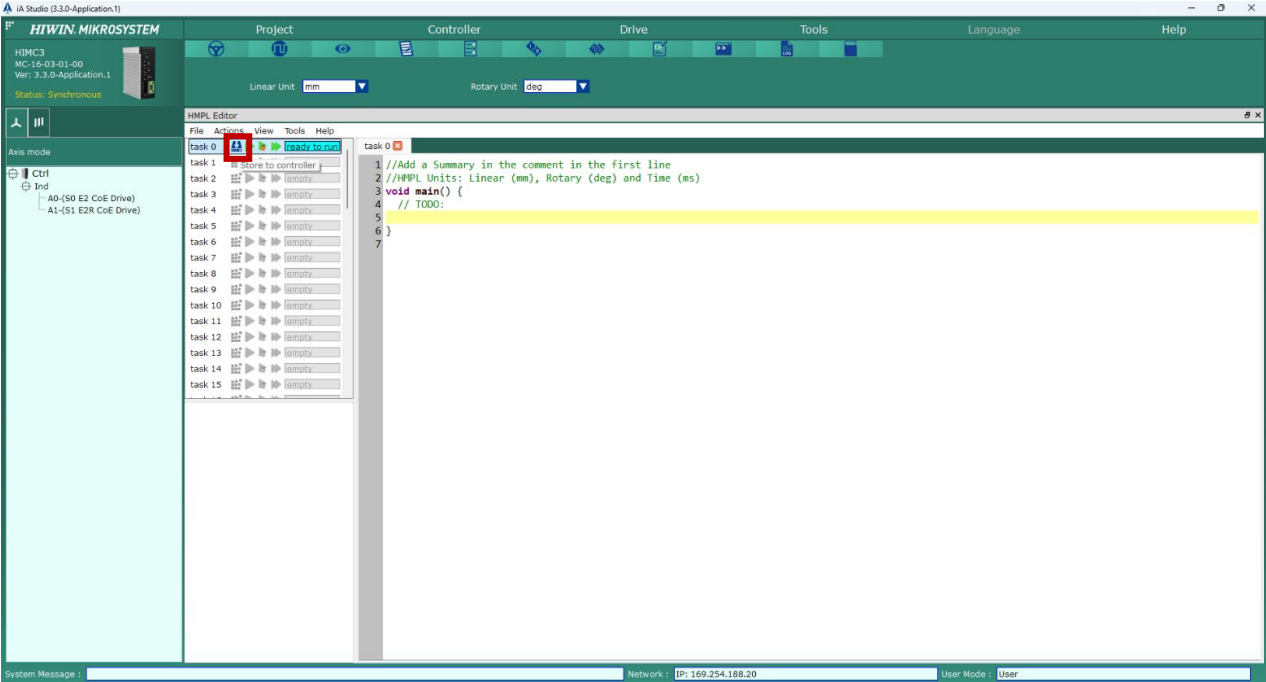 iA Studio (3.3.0-Application.1)
HIWIN. MIKROSYSTEM
Project
Controller
Drive
Tools
Language
Help
HIMC3
MC-16-03-01-00
Ver: 3.3.0-Application.1
Status: Synchronous
Linear Unit mm
Rotary Unit deg
Axis mode
Ctrl
Ind
A0-(S0 E2 CoE Drive)
A1-(S1 E2R CoE Drive)
HMPL Editor
File Actions View Tools Help
task 0 ready to run
task 1
Store to controller
task 2 empty
task 3 empty
task 4 empty
task 5 empty
task 6 empty
task 7 empty
task 8 empty
task 9 empty
task 10 empty
task 11 empty
task 12 empty
task 13 empty
task 14 empty
task 15 empty
task 0
1 //Add a Summary in the comment in the first line
2 //HMPL Units: Linear (mm), Rotary (deg) and Time (ms)
3 void main() {
4 // TODO:
5
6 }
7
System Message :
Network : IP: 169.254.188.20
User Mode : User